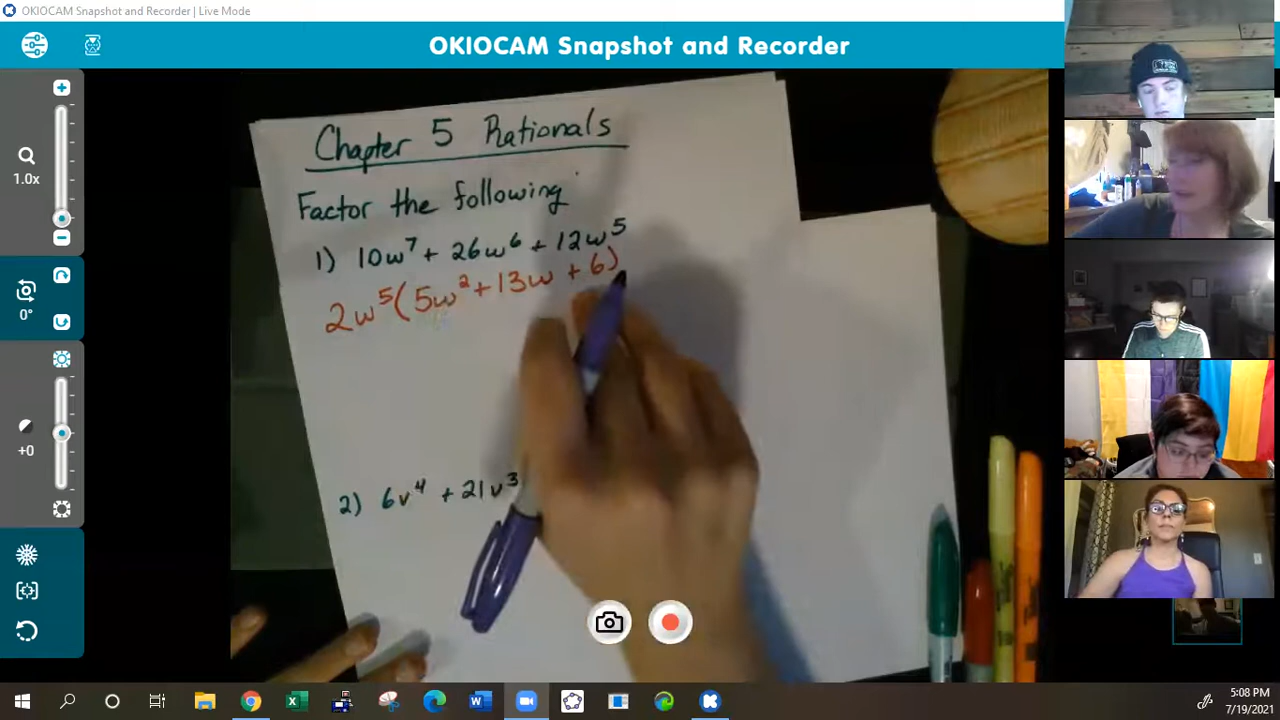 OKIOCAM Snapshot and Recorder | Live Mode
OKIOCAM Snapshot and Recorder
1.0x
0°
+0
Chapter 5 Rationals
Factor the following
1) 10w⁷ + 26w⁶ + 12w⁵
2w⁵(5w² + 13w + 6)
2) 6v⁴ + 21v³
5:08 PM
7/19/2021